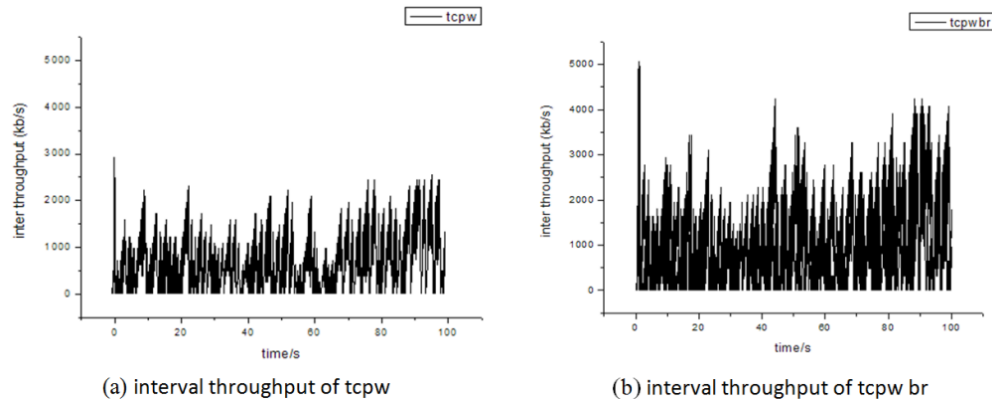 tcpw
5000
4000
3000
2000
1000
0
inter throughput (kb/s)
0 20 40 60 80 100
time/s
(a) interval throughput of tcpw
tcpwbr
5000
4000
3000
2000
1000
0
inter throughput (kb/s)
0 20 40 60 80 100
time/s
(b) interval throughput of tcpw br